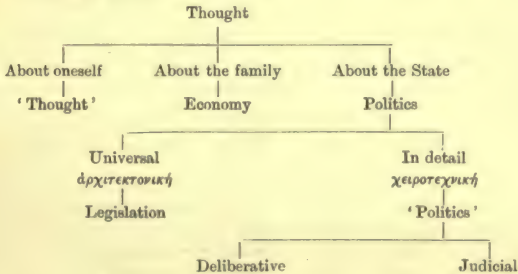 Thought
About oneself About the family About the State
‘Thought’ Economy Politics
Universal In detail
ἀρχιτεκτονική χειροτεχνική
Legislation ‘Politics’
Deliberative Judicial